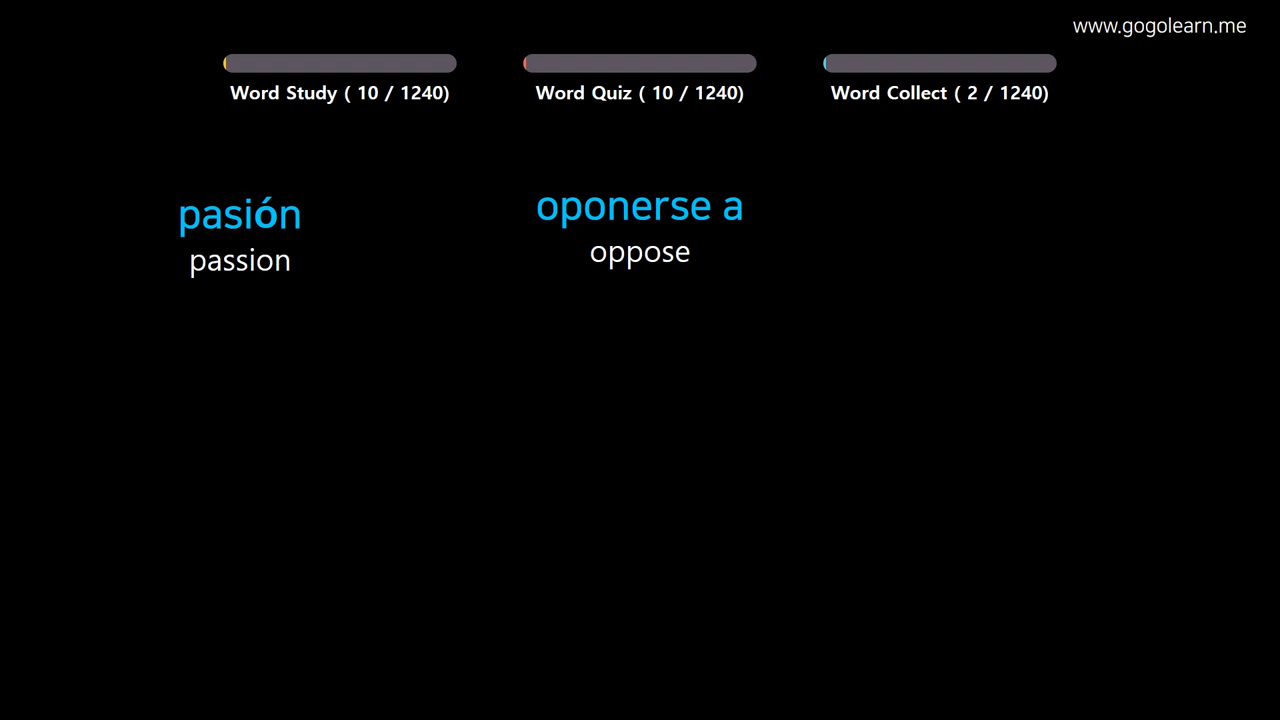 www.gogolearn.me
Word Study ( 10 / 1240)
Word Quiz ( 10 / 1240)
Word Collect ( 2 / 1240)
pasión
passion
oponerse a
oppose